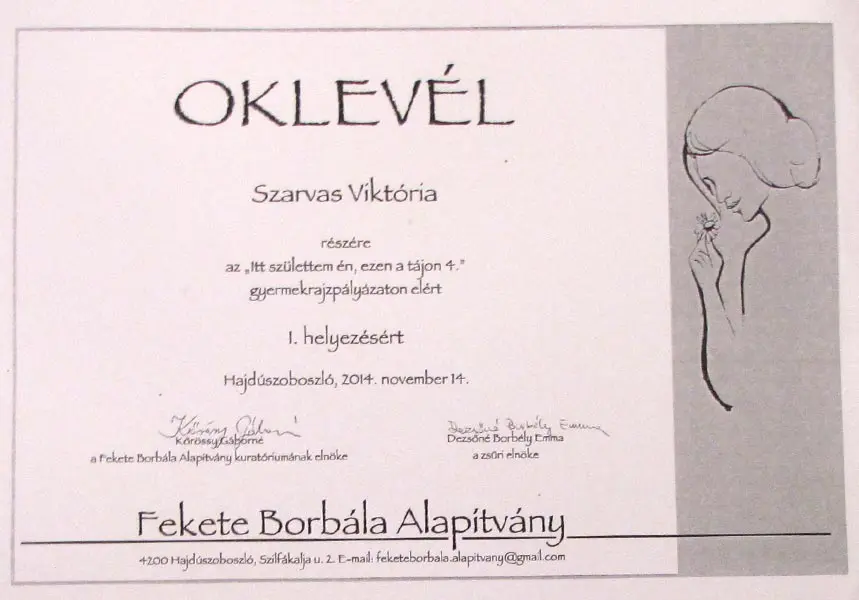 OKLEVÉL
Szarvas Viktória
részére
az „Itt születtem én, ezen a tájon 4.”
gyermekrajzpályázaton elért
I. helyezésért
Hajdúszoboszló, 2014. november 14.
Kőrössy Gáborné
a Fekete Borbála Alapítvány kuratóriumának elnöke
Dezsőné Borbély Emma
Dezsőné Borbély Emma
a zsűri elnöke
Fekete Borbála Alapítvány
4200 Hajdúszoboszló, Szilfákalja u. 2. E-mail: feketeborbala.alapitvany@gmail.com